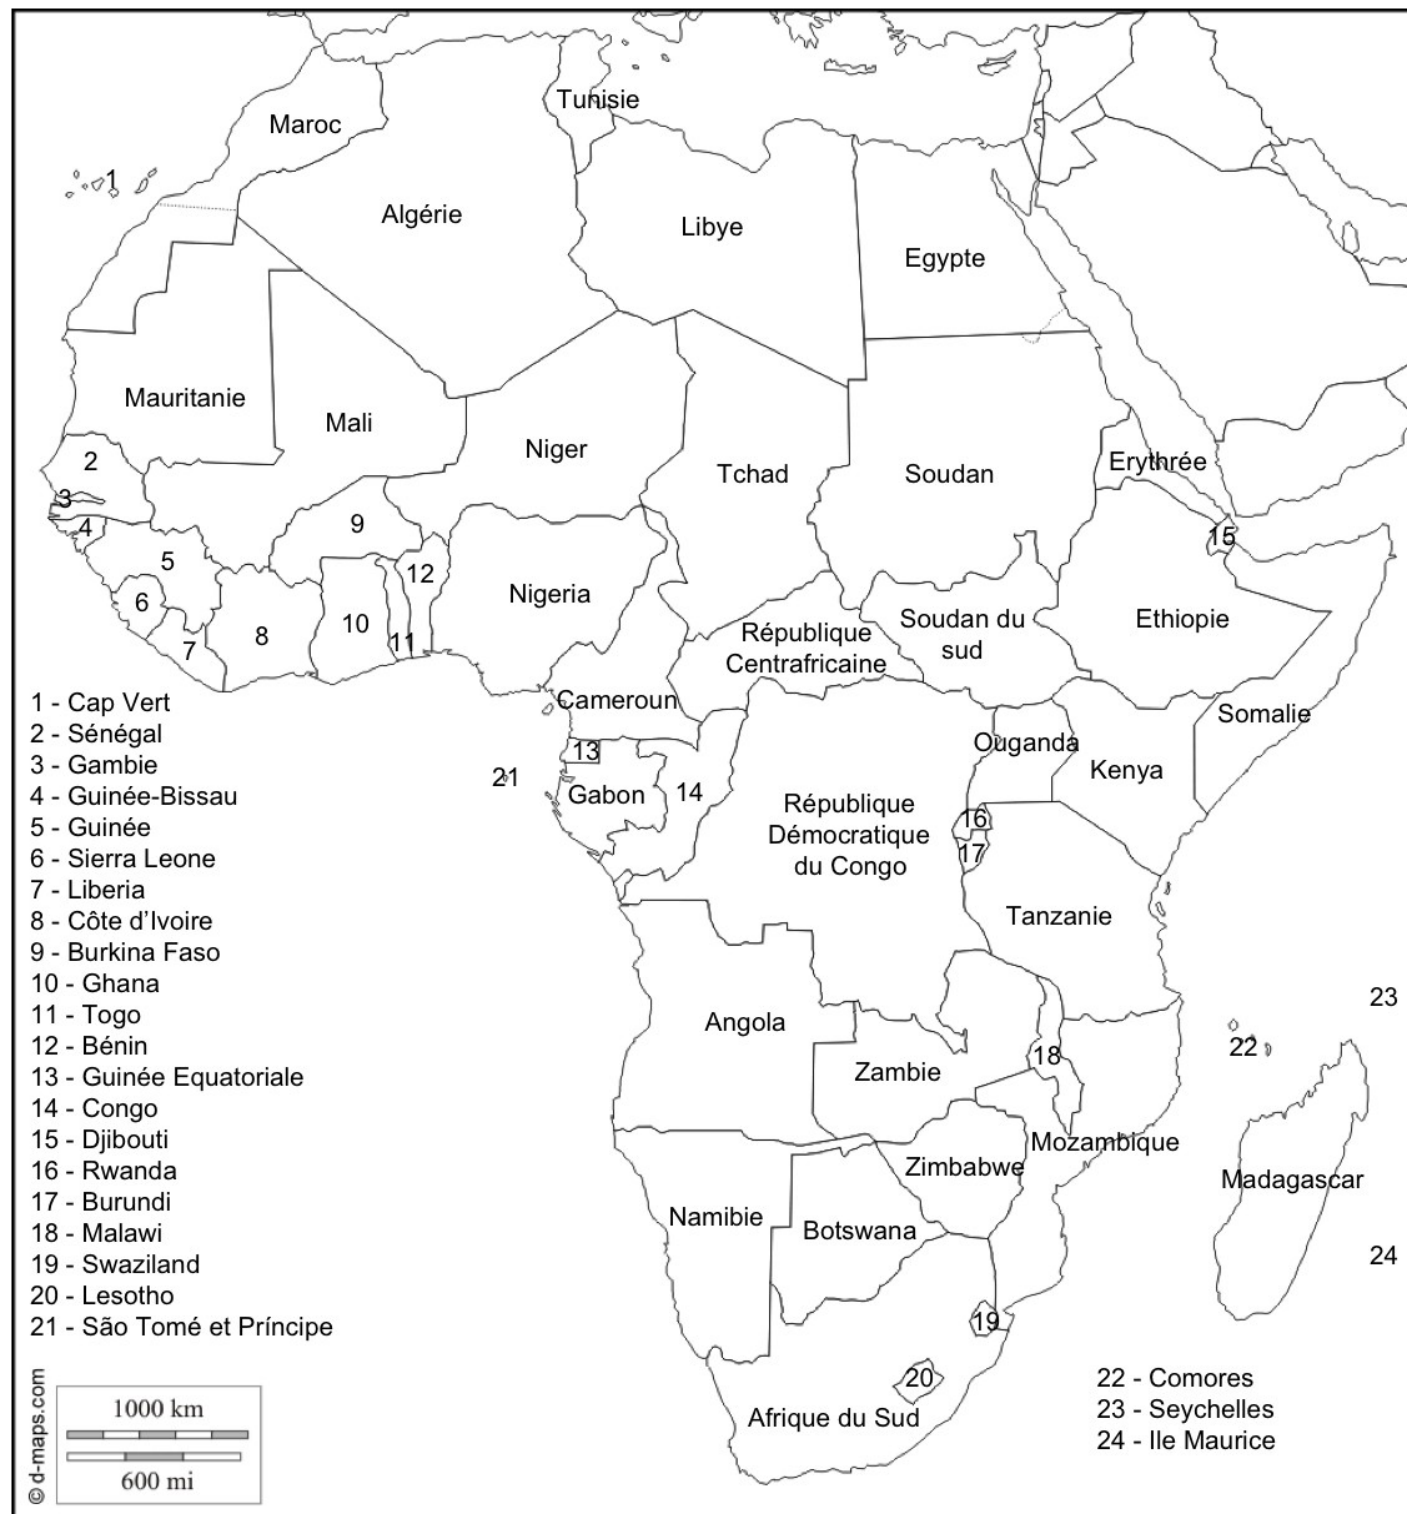 Tunisie
Maroc
1
Algérie
Libye
Egypte
Mauritanie
Mali
Niger
Tchad
Soudan
Erythrée
2
3
4
9
15
5
12
6
10
8
11
7
Nigeria
Soudan du
sud
Ethiopie
République
Centrafricaine
Cameroun
Somalie
Ouganda
Kenya
13
21
Gabon
14
République
Démocratique
du Congo
16
17
Tanzanie
1 - Cap Vert
2 - Sénégal
3 - Gambie
4 - Guinée-Bissau
5 - Guinée
6 - Sierra Leone
7 - Liberia
8 - Côte d'Ivoire
9 - Burkina Faso
10 - Ghana
11 - Togo
12 - Bénin
13 - Guinée Equatoriale
14 - Congo
15 - Djibouti
16 - Rwanda
17 - Burundi
18 - Malawi
19 - Swaziland
20 - Lesotho
21 - São Tomé et Príncipe
23
Angola
22
18
Zambie
Mozambique
Zimbabwe
Madagascar
Namibie
Botswana
24
19
20
Afrique du Sud
22 - Comores
23 - Seychelles
24 - Ile Maurice
© d-maps.com
1000 km
600 mi